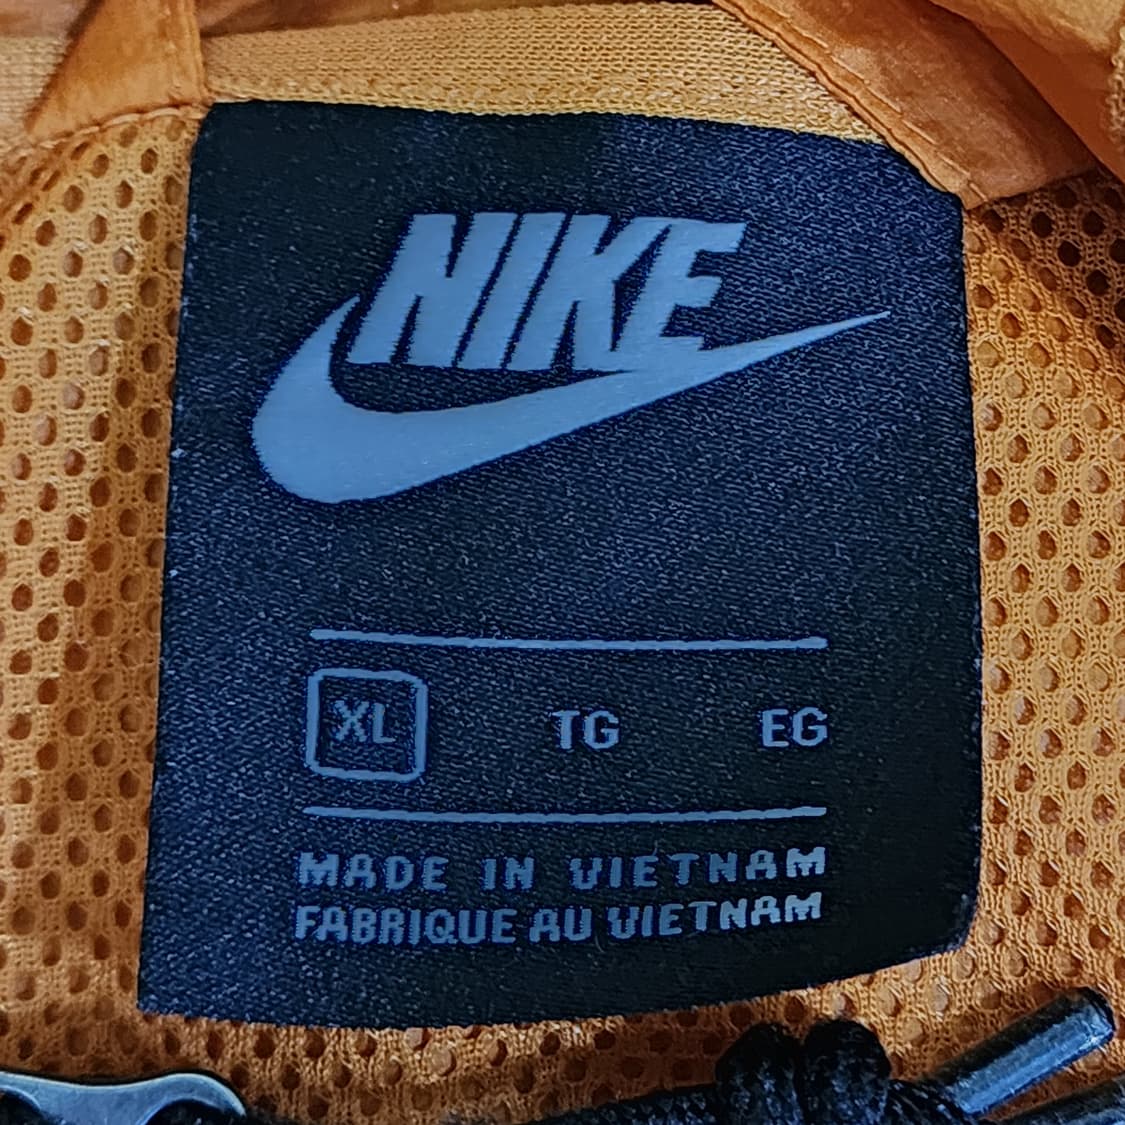 NIKE
XL TG EG
MADE IN VIETNAM
FABRIQUE AU VIETNAM